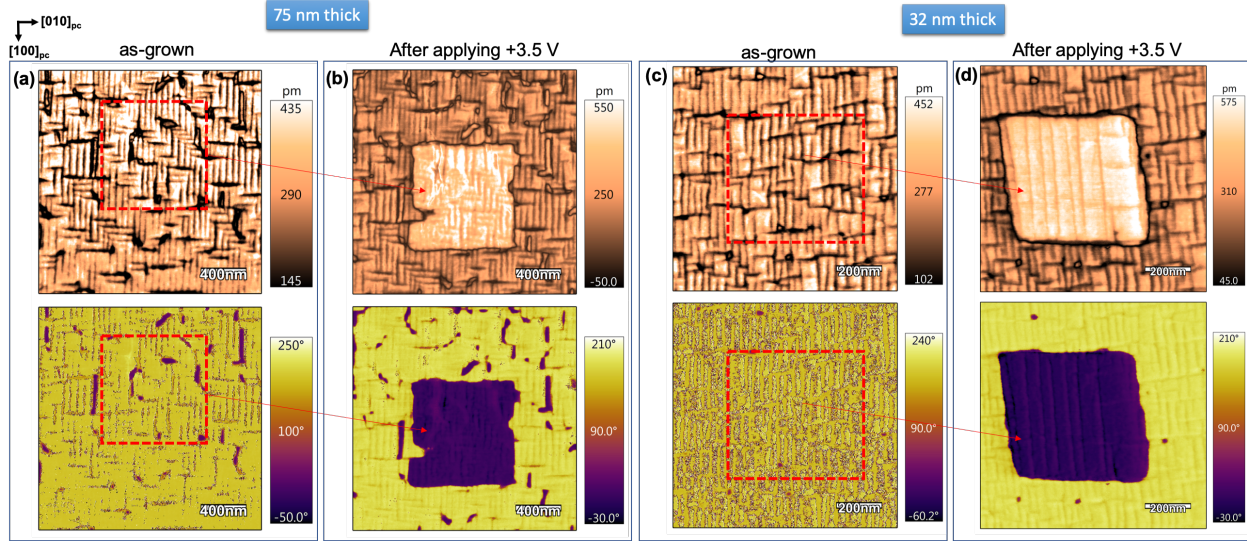 75 nm thick
32 nm thick
[010]pc
[100]pc
as-grown
After applying +3.5 V
as-grown
After applying +3.5 V
(a)
pm
435
290
145
400nm
(b)
pm
550
250
-50.0
400nm
(c)
pm
452
277
102
200nm
(d)
pm
575
310
45.0
200nm
250°
100°
-50.0°
400nm
210°
90.0°
-30.0°
400nm
240°
90.0°
-60.2°
200nm
210°
90.0°
-30.0°
200nm